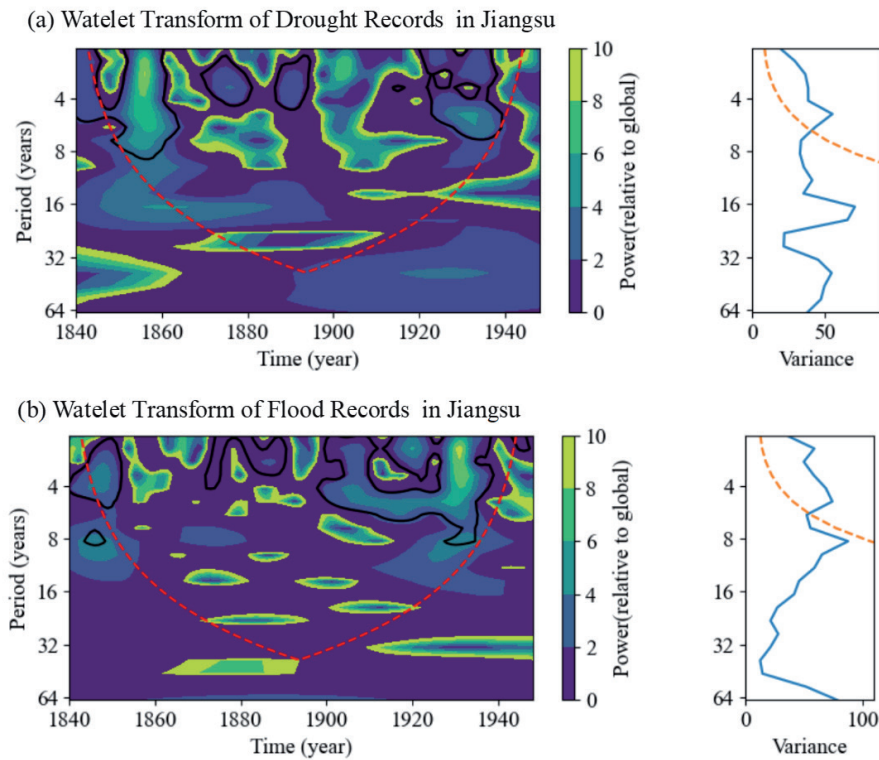 (a) Watelet Transform of Drought Records in Jiangsu
Period (years)
4
8
16
32
64
1840 1860 1880 1900 1920 1940
Time (year)
10
8
6
4
2
0
Power(relative to global)
4
8
16
32
64
0 50
Variance
(b) Watelet Transform of Flood Records in Jiangsu
Period (years)
4
8
16
32
64
1840 1860 1880 1900 1920 1940
Time (year)
10
8
6
4
2
0
Power(relative to global)
4
8
16
32
64
0 100
Variance